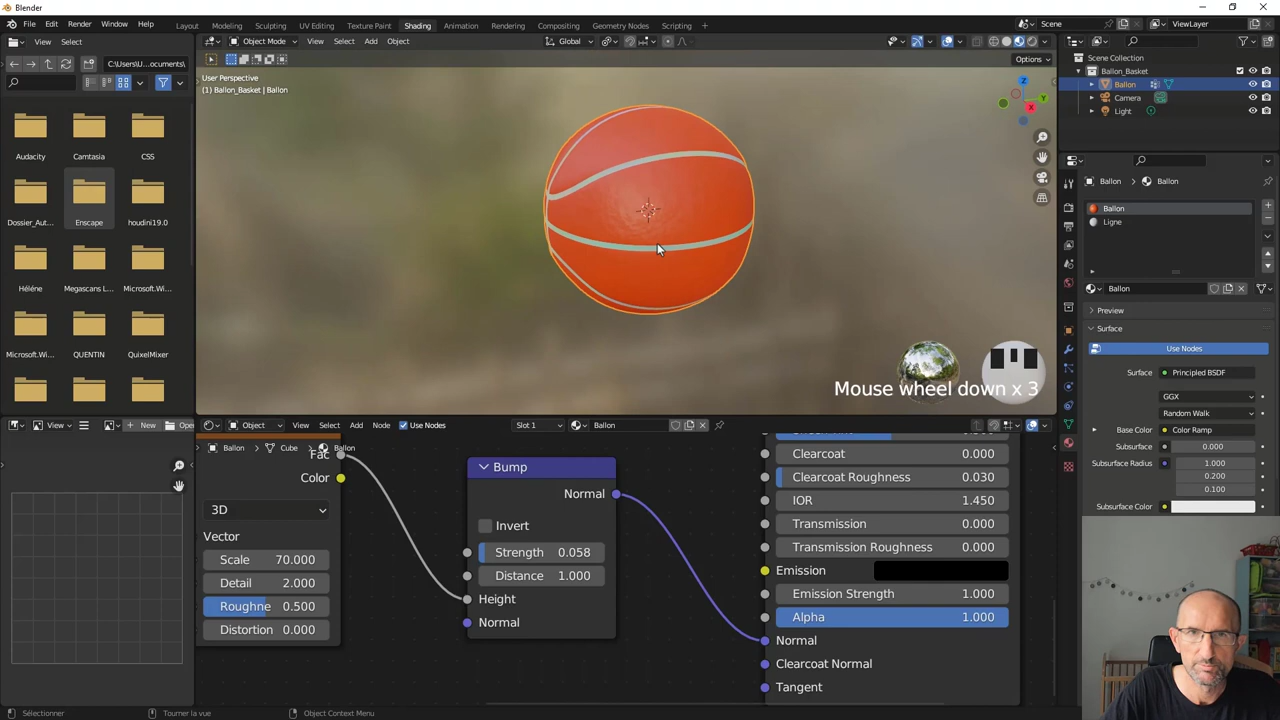 Blender
File Edit Render Window Help
Layout Modeling Sculpting UV Editing Texture Paint Shading Animation Rendering Compositing Geometry Nodes Scripting +
Scene
ViewLayer
View Select
C:\Users\U...ocuments\
Audacity Camtasia CSS
Dossier_Aut... Enscape houdini19.0
Héléne Megascans L... Microsoft.Wi...
Microsoft.Wi... QUENTIN QuixelMixer
Object Mode View Select Add Object
Global
Options
User Perspective
(1) Ballon_Basket | Ballon
Z
Y
X
Mouse wheel down x 3
Scene Collection
Ballon_Basket
Ballon
Camera
Light
Ballon Ballon
Ballon
Ligne
Ballon
Preview
Surface
Use Nodes
Surface Principled BSDF
GGX
Random Walk
Base Color Color Ramp
Subsurface 0.000
Subsurface Radius 1.000
0.200
0.100
Subsurface Color
View + New Open
Object View Select Add Node Use Nodes Slot 1 Ballon
Ballon Cube Ballon
Fac
Color
3D
Vector
Scale 70.000
Detail 2.000
Roughne 0.500
Distortion 0.000
Bump
Normal
Invert
Strength 0.058
Distance 1.000
Height
Normal
Clearcoat 0.000
Clearcoat Roughness 0.030
IOR 1.450
Transmission 0.000
Transmission Roughness 0.000
Emission
Emission Strength 1.000
Alpha 1.000
Normal
Clearcoat Normal
Tangent
Sélectionner Tourner la vue Object Context Menu